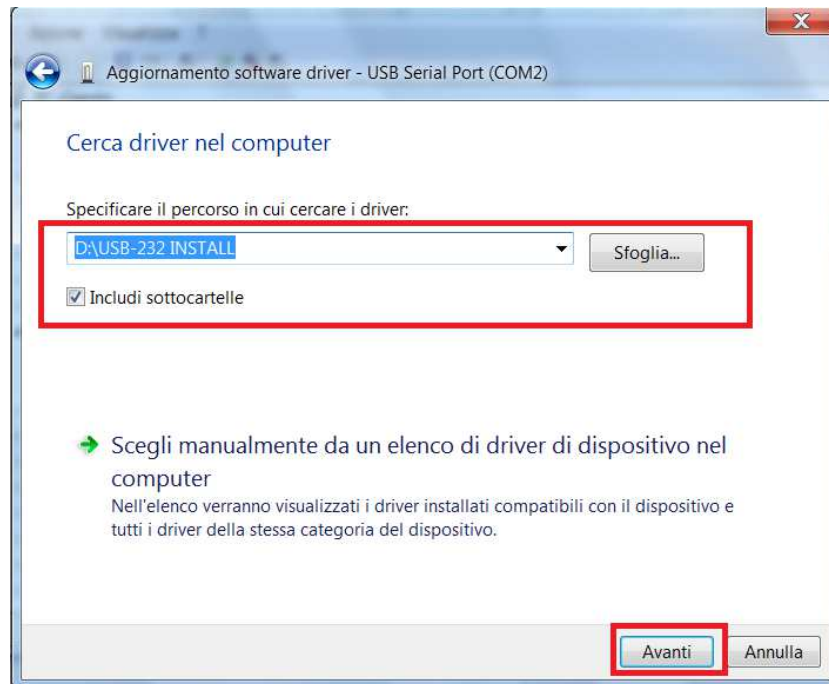 X
Aggiornamento software driver - USB Serial Port (COM2)
Cerca driver nel computer
Specificare il percorso in cui cercare i driver:
D:\USB-232 INSTALL
Sfoglia...
Includi sottocartelle
Scegli manualmente da un elenco di driver di dispositivo nel
computer
Nell'elenco verranno visualizzati i driver installati compatibili con il dispositivo e
tutti i driver della stessa categoria del dispositivo.
Avanti
Annulla